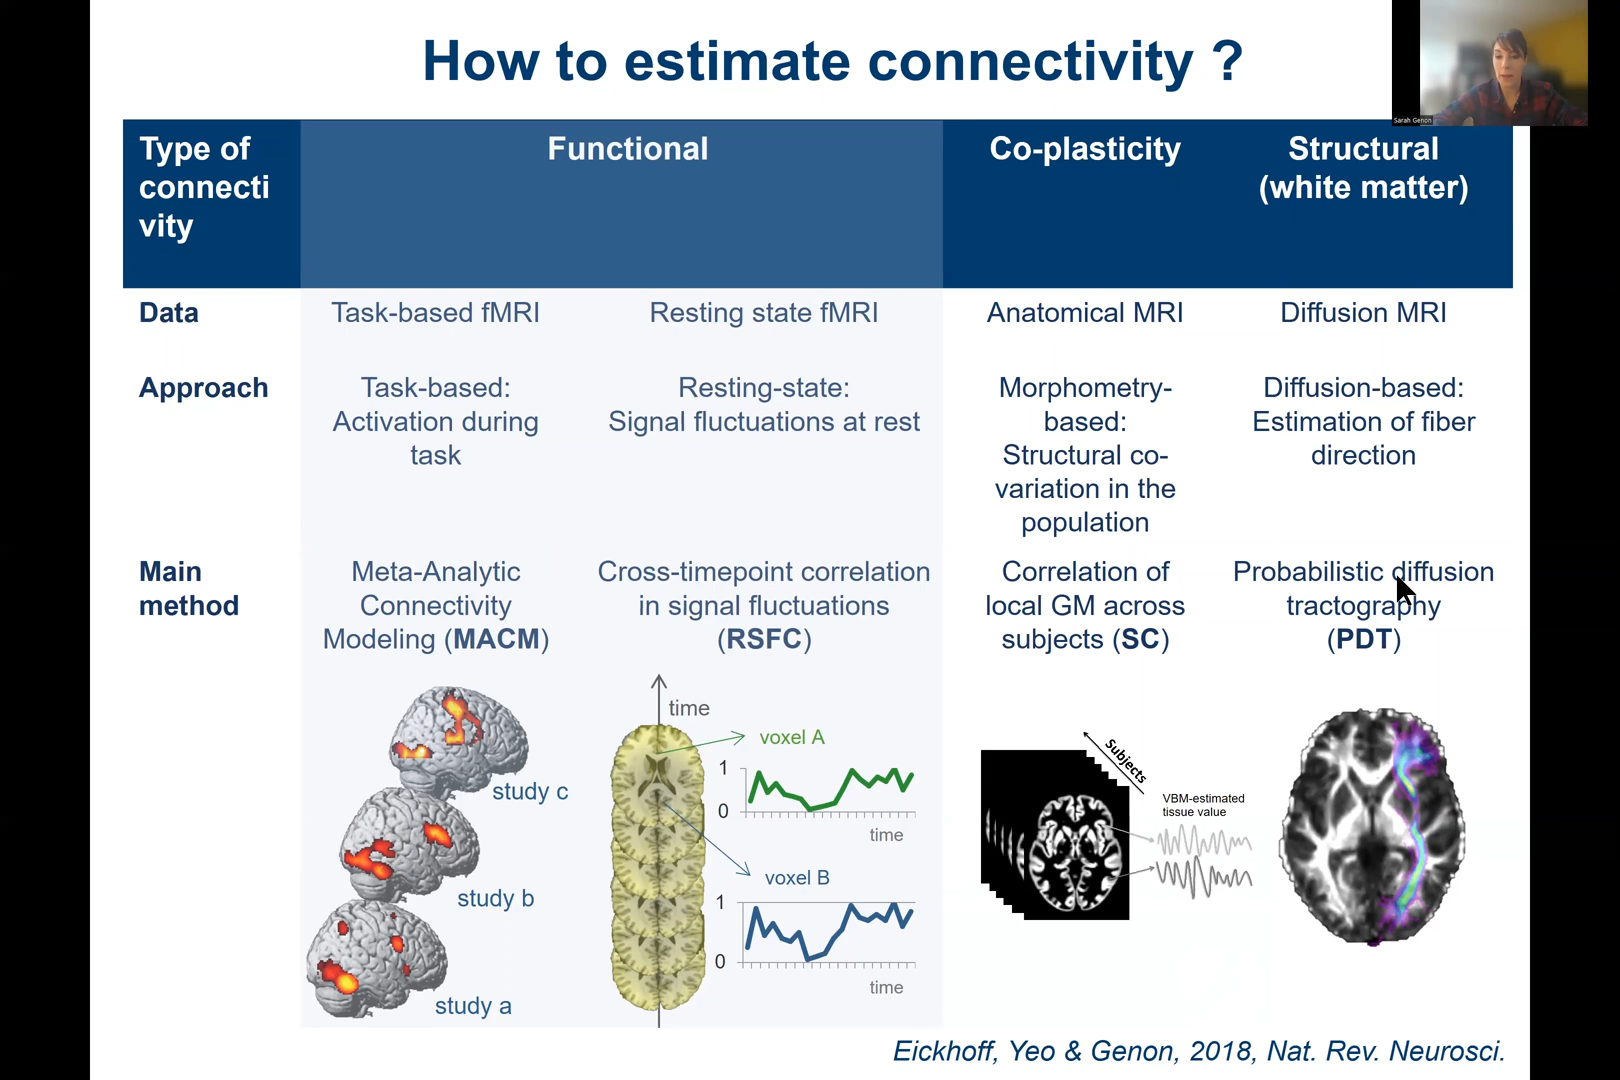 How to estimate connectivity ?
Sarah Genon
Type of
connecti
vity
Functional
Co-plasticity
Structural
(white matter)
Data
Task-based fMRI
Resting state fMRI
Anatomical MRI
Diffusion MRI
Approach
Task-based:
Activation during
task
Resting-state:
Signal fluctuations at rest
Morphometry-
based:
Structural co-
variation in the
population
Diffusion-based:
Estimation of fiber
direction
Main
method
Meta-Analytic
Connectivity
Modeling (MACM)
Cross-timepoint correlation
in signal fluctuations
(RSFC)
Correlation of
local GM across
subjects (SC)
Probabilistic diffusion
tractography
(PDT)
study c
study b
study a
time
voxel A
1
0
time
voxel B
1
0
time
Subjects
VBM-estimated
tissue value
Eickhoff, Yeo & Genon, 2018, Nat. Rev. Neurosci.